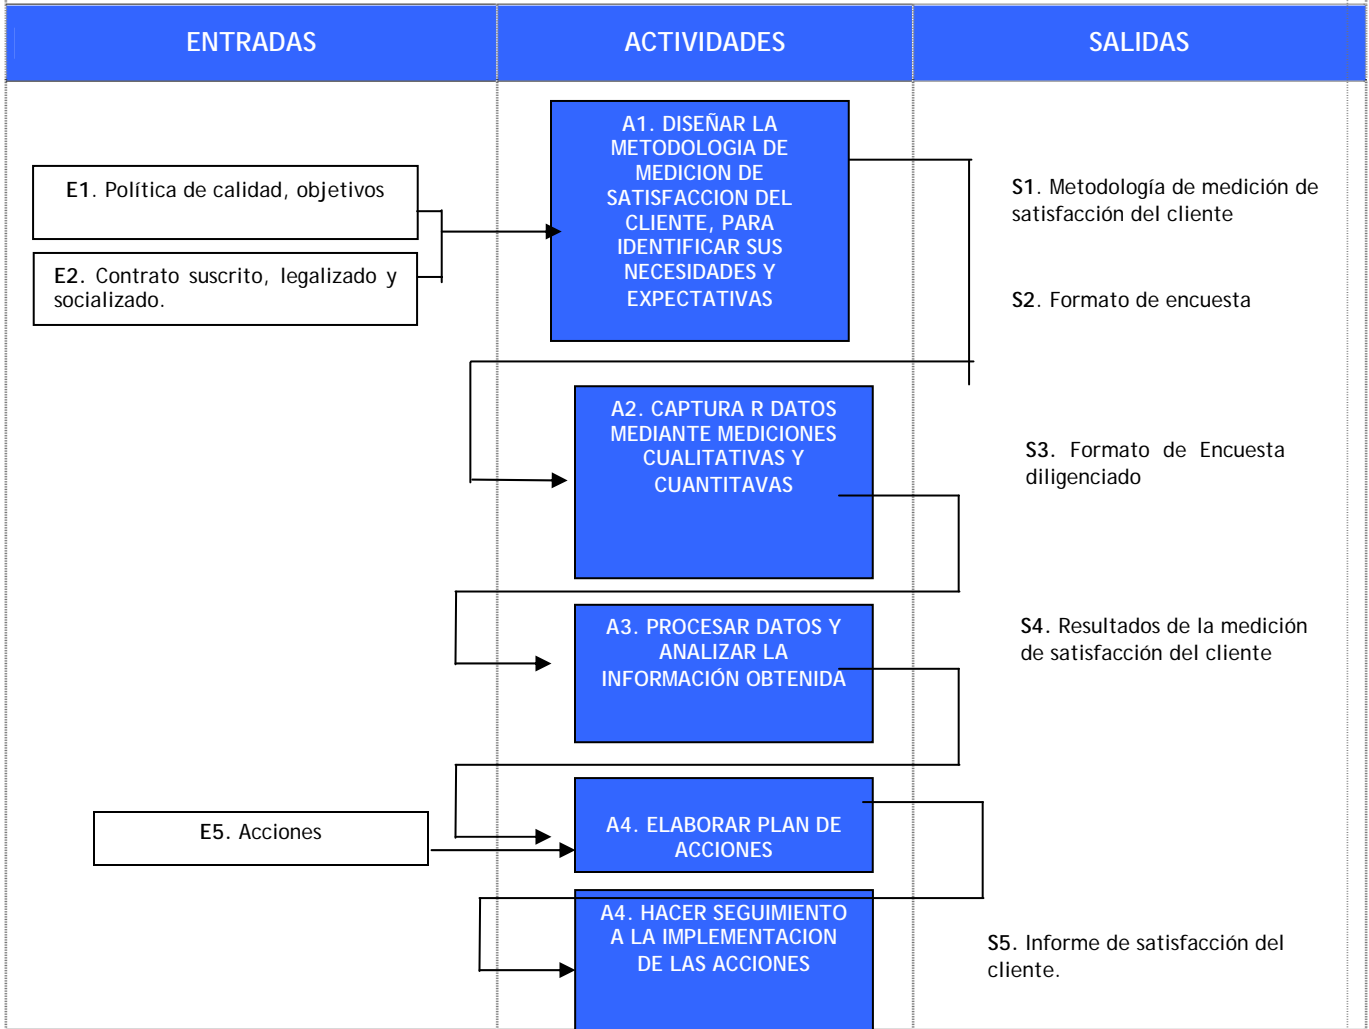 ENTRADAS
ACTIVIDADES
SALIDAS
E1. Política de calidad, objetivos
E2. Contrato suscrito, legalizado y
socializado.
A1. DISEÑAR LA
METODOLOGIA DE
MEDICION DE
SATISFACCION DEL
CLIENTE, PARA
IDENTIFICAR SUS
NECESIDADES Y
EXPECTATIVAS
S1. Metodología de medición de
satisfacción del cliente
S2. Formato de encuesta
A2. CAPTURA R DATOS
MEDIANTE MEDICIONES
CUALITATIVAS Y
CUANTITAVAS
S3. Formato de Encuesta
diligenciado
A3. PROCESAR DATOS Y
ANALIZAR LA
INFORMACIÓN OBTENIDA
S4. Resultados de la medición
de satisfacción del cliente
E5. Acciones
A4. ELABORAR PLAN DE
ACCIONES
A4. HACER SEGUIMIENTO
A LA IMPLEMENTACION
DE LAS ACCIONES
S5. Informe de satisfacción del
cliente.